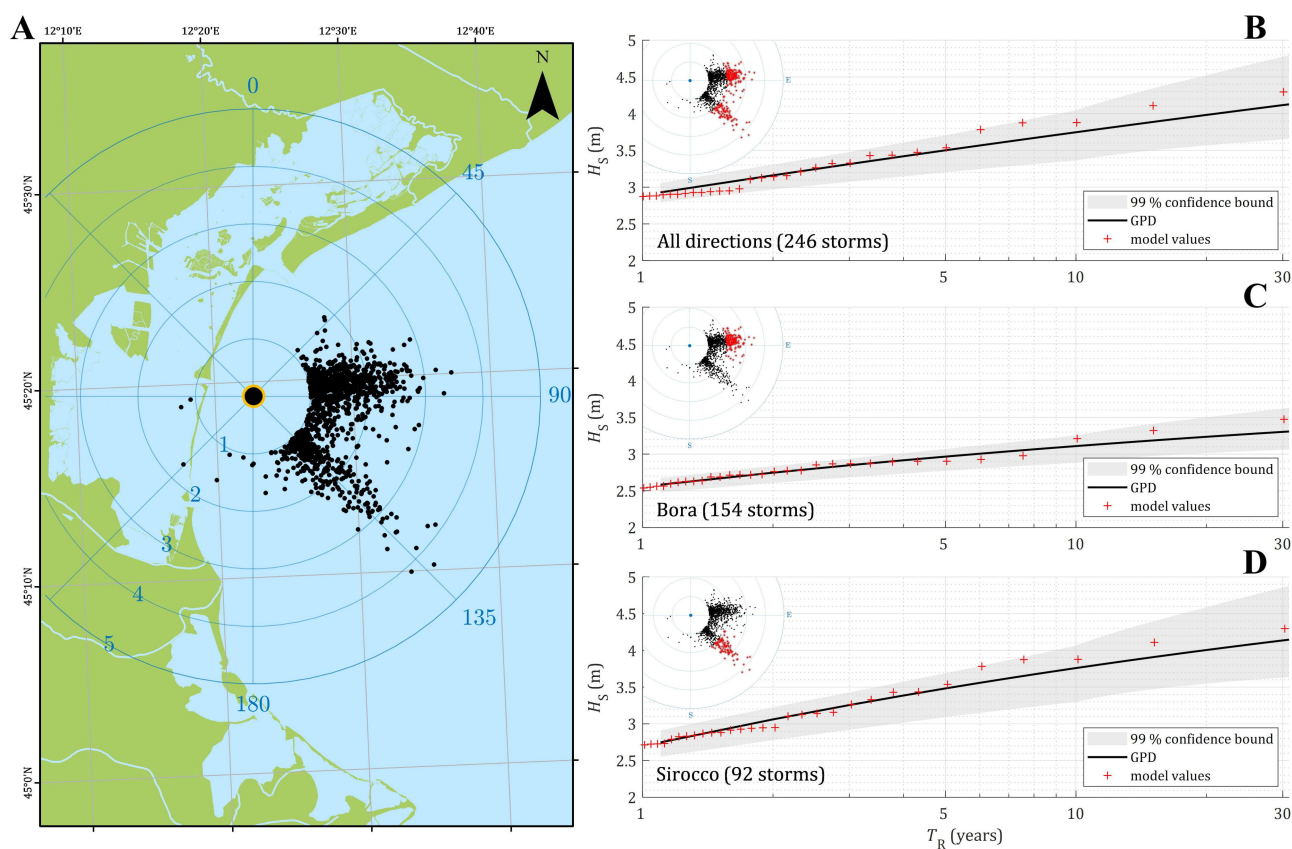 A
12°10'E
12°20'E
12°30'E
12°40'E
N
0
45
90
135
180
1
2
3
4
5
45°30'N
45°20'N
45°10'N
45°0'N
B
5
4.5
4
3.5
3
2.5
2
H_S (m)
E
S
All directions (246 storms)
99 % confidence bound
GPD
model values
1
5
10
30
C
5
4.5
4
3.5
3
2.5
2
H_S (m)
E
S
Bora (154 storms)
99 % confidence bound
GPD
model values
1
5
10
30
D
5
4.5
4
3.5
3
2.5
2
H_S (m)
E
S
Sirocco (92 storms)
99 % confidence bound
GPD
model values
1
5
10
30
T_R (years)